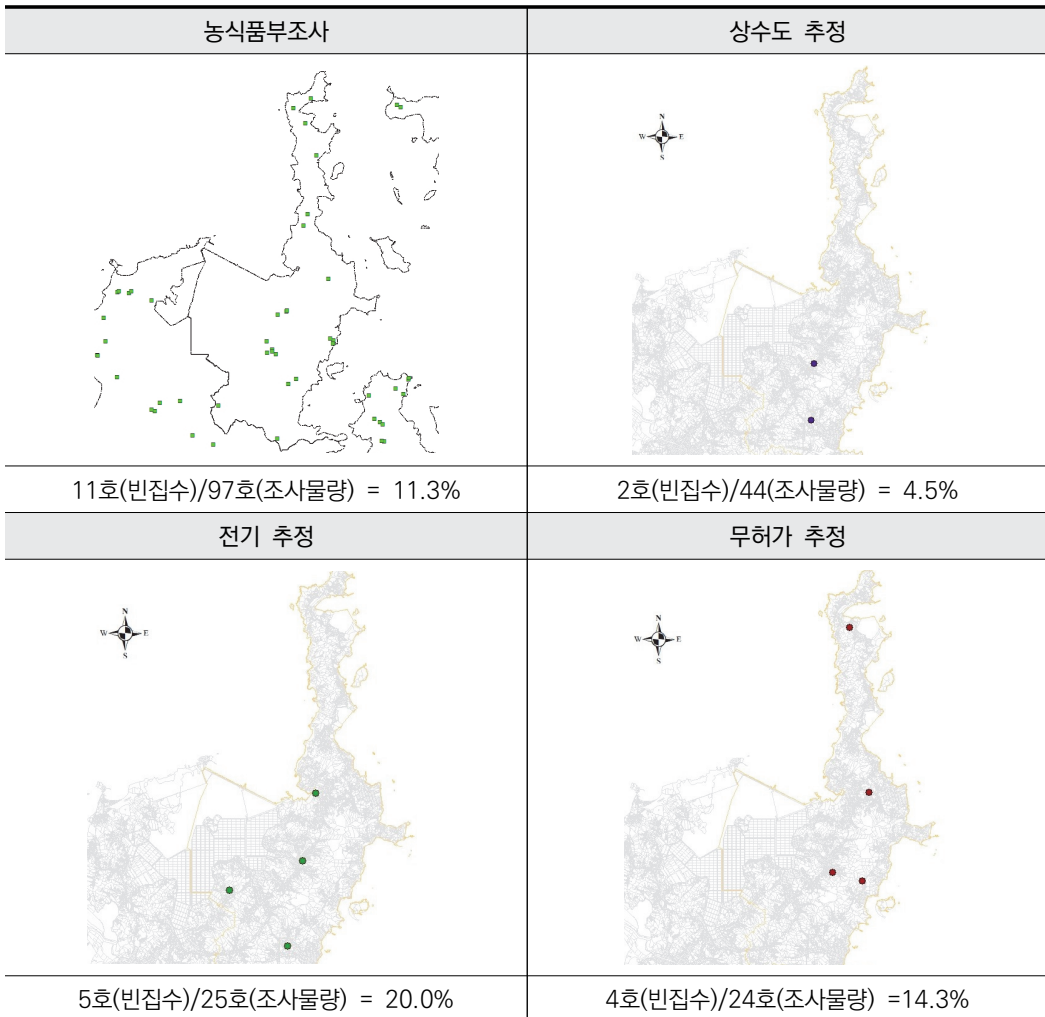 농식품부조사
상수도 추정
N
W E
S
11호(빈집수)/97호(조사물량) = 11.3%
2호(빈집수)/44(조사물량) = 4.5%
전기 추정
무허가 추정
N
W E
S
N
W E
S
5호(빈집수)/25호(조사물량) = 20.0%
4호(빈집수)/24호(조사물량) =14.3%